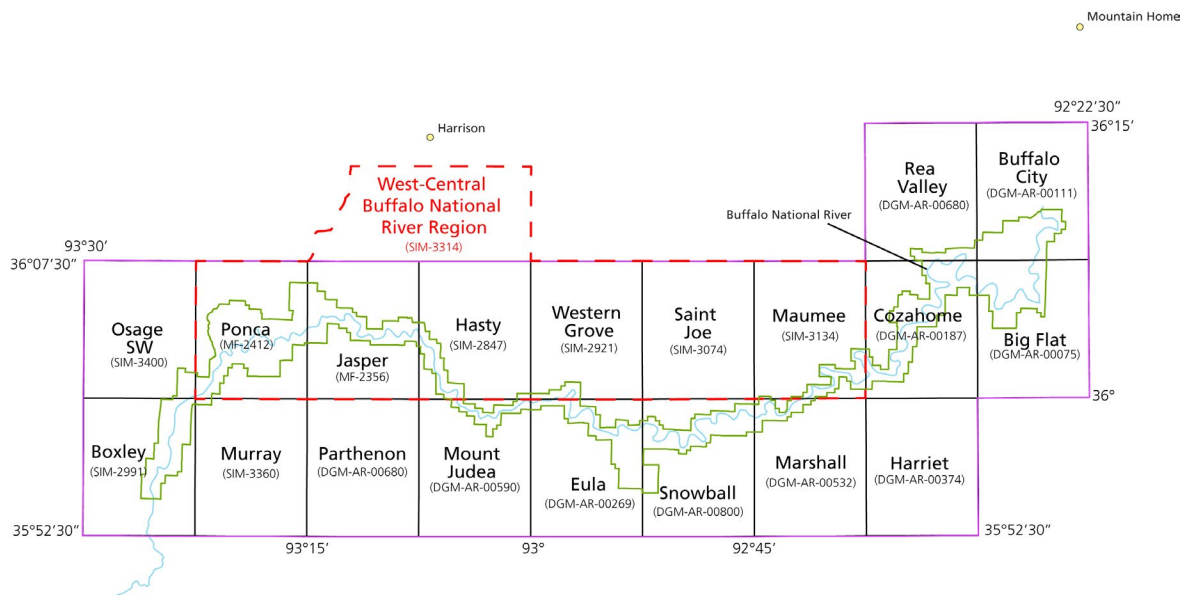 Mountain Home
Harrison
92°22’30”
36°15’
West-Central
Buffalo National
River Region
(SIM-3314)
Rea
Valley
(DGM-AR-00680)
Buffalo
City
(DGM-AR-00111)
Buffalo National River
93°30’
36°07’30”
Osage
SW
(SIM-3400)
Ponca
(MF-2412)
Jasper
(MF-2356)
Hasty
(SIM-2847)
Western
Grove
(SIM-2921)
Saint
Joe
(SIM-3074)
Maumee
(SIM-3134)
Cozahome
(DGM-AR-00187)
Big Flat
(DGM-AR-00075)
36°
Boxley
(SIM-2991)
Murray
(SIM-3360)
Parthenon
(DGM-AR-00680)
Mount
Judea
(DGM-AR-00590)
Eula
(DGM-AR-00269)
Snowball
(DGM-AR-00800)
Marshall
(DGM-AR-00532)
Harriet
(DGM-AR-00374)
35°52’30”
35°52’30”
93°15’
93°
92°45’